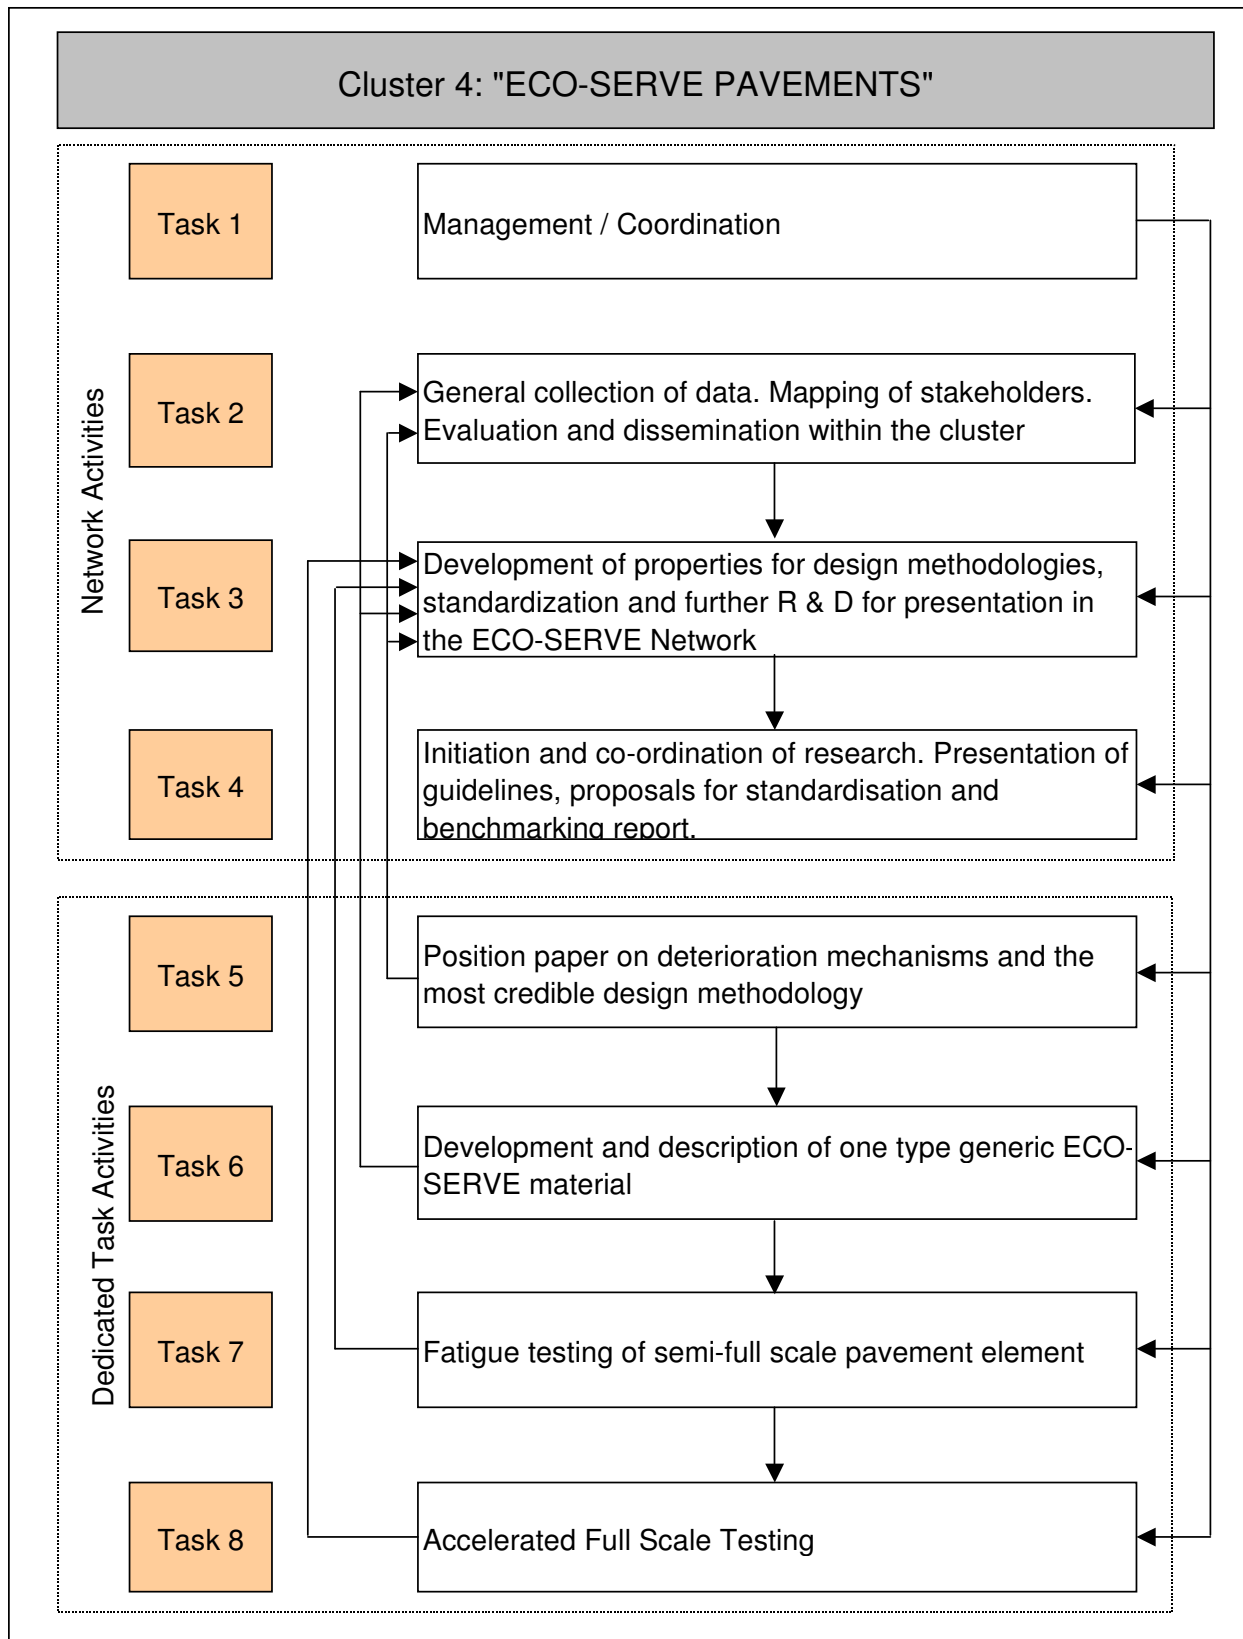 Cluster 4: "ECO-SERVE PAVEMENTS"
Network Activities
Task 1
Management / Coordination
Task 2
General collection of data. Mapping of stakeholders.
Evaluation and dissemination within the cluster
Task 3
Development of properties for design methodologies,
standardization and further R & D for presentation in
the ECO-SERVE Network
Task 4
Initiation and co-ordination of research. Presentation of
guidelines, proposals for standardisation and
benchmarking report.
Dedicated Task Activities
Task 5
Position paper on deterioration mechanisms and the
most credible design methodology
Task 6
Development and description of one type generic ECO-
SERVE material
Task 7
Fatigue testing of semi-full scale pavement element
Task 8
Accelerated Full Scale Testing